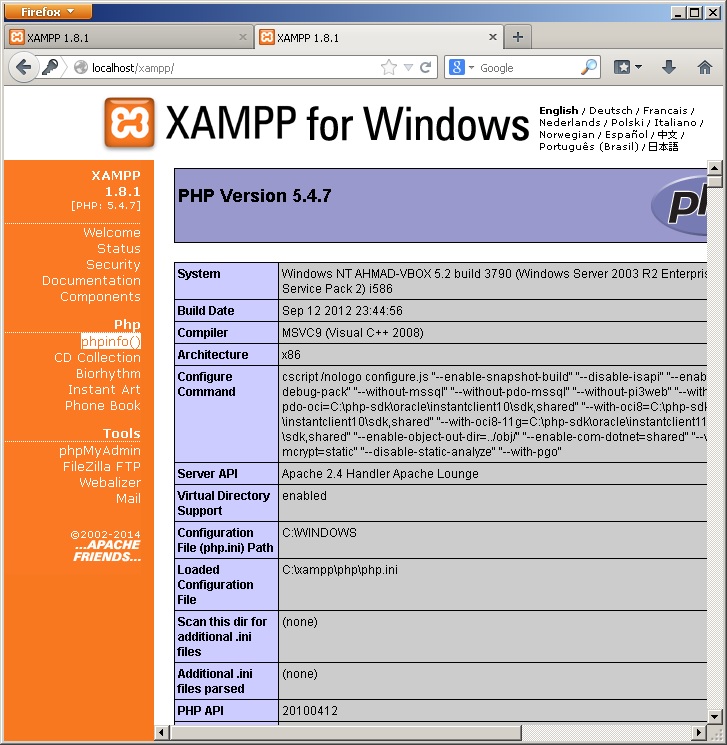 Firefox
XAMPP 1.8.1
XAMPP 1.8.1
localhost/xampp/
Google
XAMPP for Windows
English / Deutsch / Francais /
Nederlands / Polski / Italiano /
Norwegian / Español / 中文 /
Português (Brasil) / 日本語
XAMPP
1.8.1
[PHP: 5.4.7]
Welcome
Status
Security
Documentation
Components
Php
phpinfo()
CD Collection
Biorhythm
Instant Art
Phone Book
Tools
phpMyAdmin
FileZilla FTP
Webalizer
Mail
©2002-2014
...APACHE
FRIENDS...
PHP Version 5.4.7
System
Windows NT AHMAD-VBOX 5.2 build 3790 (Windows Server 2003 R2 Enterpris
Service Pack 2) i586
Build Date
Sep 12 2012 23:44:56
Compiler
MSVC9 (Visual C++ 2008)
Architecture
x86
Configure
Command
cscript /nologo configure.js "--enable-snapshot-build" "--disable-isapi" "--enab
debug-pack" "--without-mssql" "--without-pdo-mssql" "--without-pi3web" "--
pdo-oci=C:\php-sdk\oracle\instantclient10\sdk,shared" "--with-oci8=C:\php-sd
\instantclient10\sdk,shared" "--with-oci8-11g=C:\php-sdk\oracle\instantclient11
\sdk,shared" "--enable-object-out-dir=../obj/" "--enable-com-dotnet=shared" "--
mcrypt=static" "--disable-static-analyze" "--with-pgo"
Server API
Apache 2.4 Handler Apache Lounge
Virtual Directory
Support
enabled
Configuration
File (php.ini) Path
C:\WINDOWS
Loaded
Configuration
File
C:\xampp\php\php.ini
Scan this dir for
additional .ini
files
(none)
Additional .ini
files parsed
(none)
PHP API
20100412